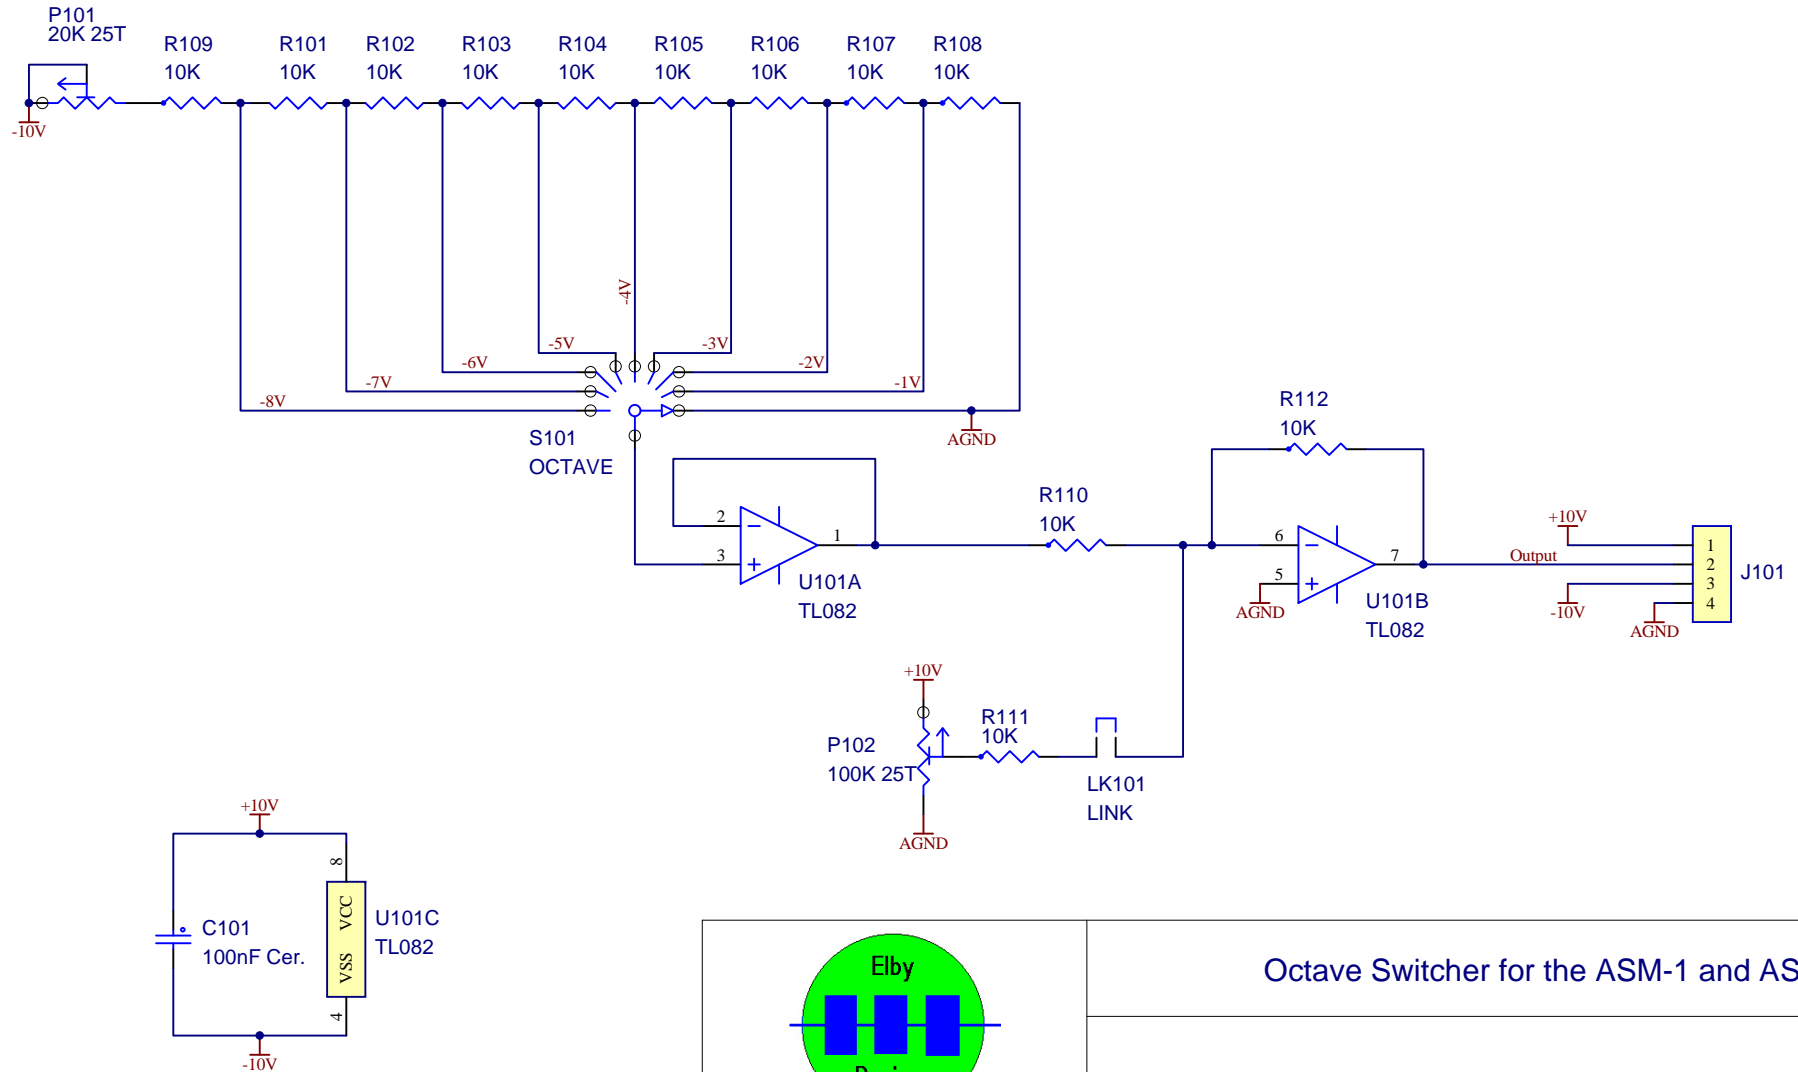 P101
20K 25T
R109
10K
R101
10K
R102
10K
R103
10K
R104
10K
R105
10K
R106
10K
R107
10K
R108
10K
-10V
-4V
-5V
-3V
-6V
-2V
-7V
-1V
-8V
AGND
S101
OCTAVE
R112
10K
R110
10K
2
3
1
U101A
TL082
6
5
7
AGND
U101B
TL082
+10V
Output
-10V
AGND
1
2
3
4
J101
+10V
P102
100K 25T
R111
10K
LK101
LINK
AGND
+10V
8
C101
100nF Cer.
VCC
VSS
U101C
TL082
4
-10V
Elby
Octave Switcher for the ASM-1 and AS